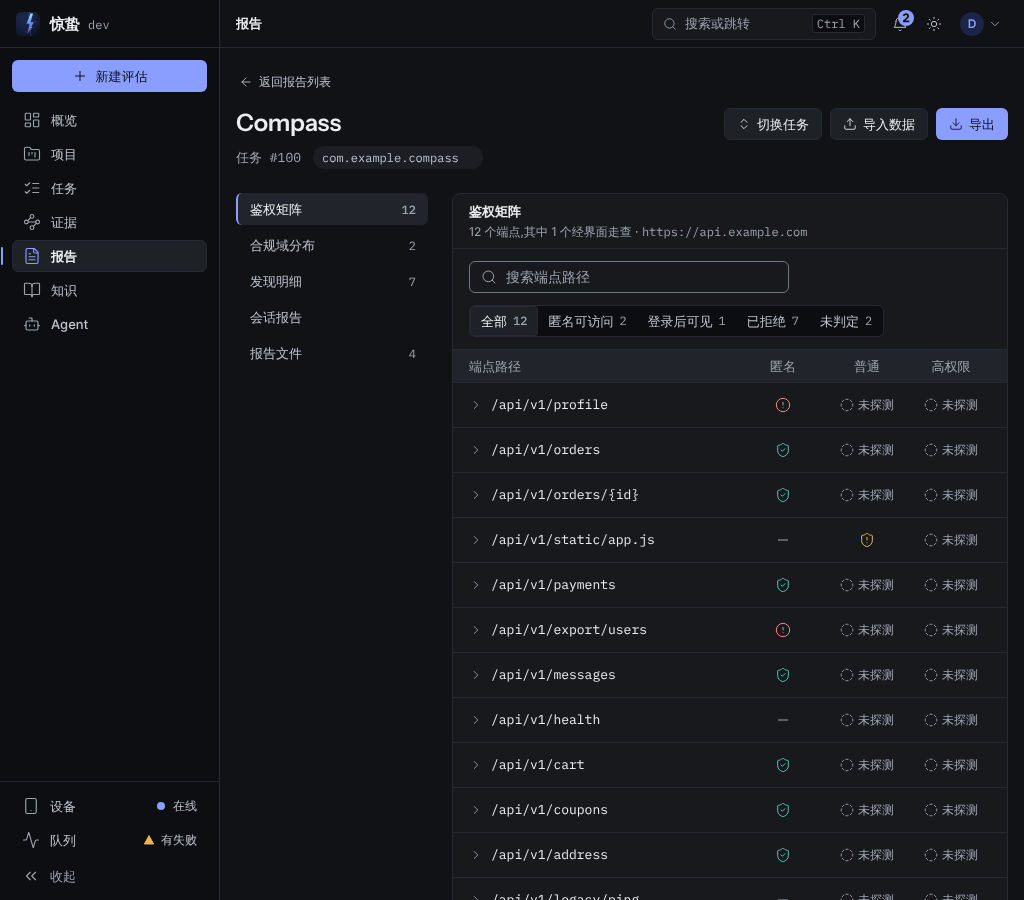 惊蛰 dev
报告
搜索或跳转 Ctrl K
2
D
新建评估
概览
项目
任务
证据
报告
知识
Agent
设备 在线
队列 有失败
收起
返回报告列表
Compass
切换任务
导入数据
导出
任务 #100 com.example.compass
鉴权矩阵 12
合规域分布 2
发现明细 7
会话报告
报告文件 4
鉴权矩阵
12 个端点,其中 1 个经界面走查 · https://api.example.com
搜索端点路径
全部 12 匿名可访问 2 登录后可见 1 已拒绝 7 未判定 2
端点路径 匿名 普通 高权限
/api/v1/profile 未探测 未探测
/api/v1/orders 未探测 未探测
/api/v1/orders/{id} 未探测 未探测
/api/v1/static/app.js — 未探测
/api/v1/payments 未探测 未探测
/api/v1/export/users 未探测 未探测
/api/v1/messages 未探测 未探测
/api/v1/health — 未探测 未探测
/api/v1/cart 未探测 未探测
/api/v1/coupons 未探测 未探测
/api/v1/address 未探测 未探测
/api/v1/legacy/ping — 未探测 未探测